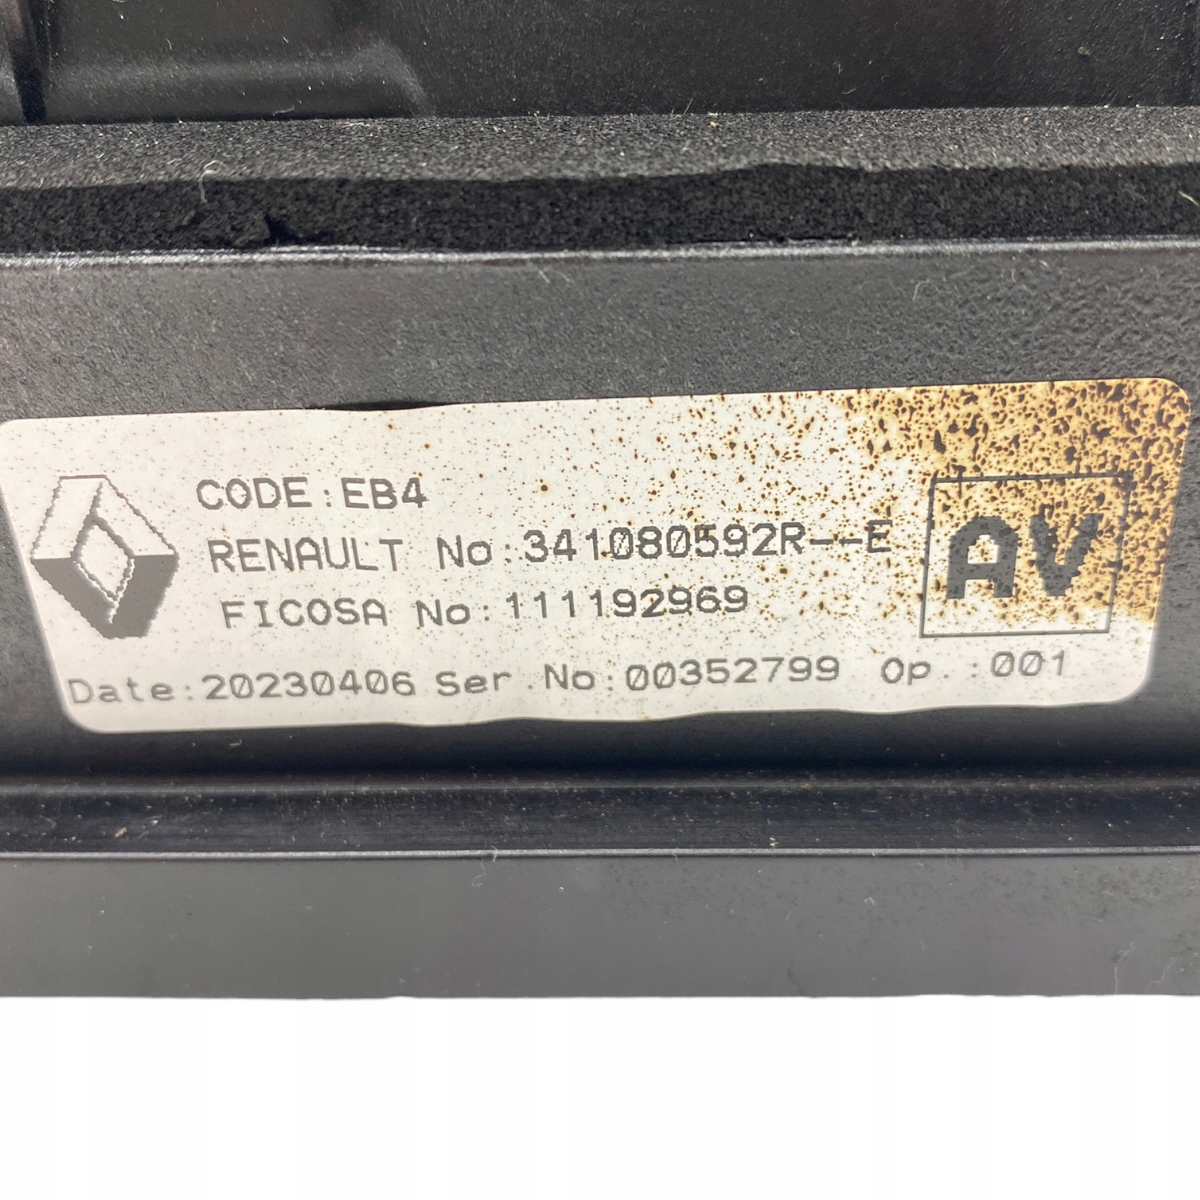 CODE:EB4
RENAULT No:341080592R--E
FICOSA No:111192969
AV
Date:20230406 Ser.No:00352799 Op.:001